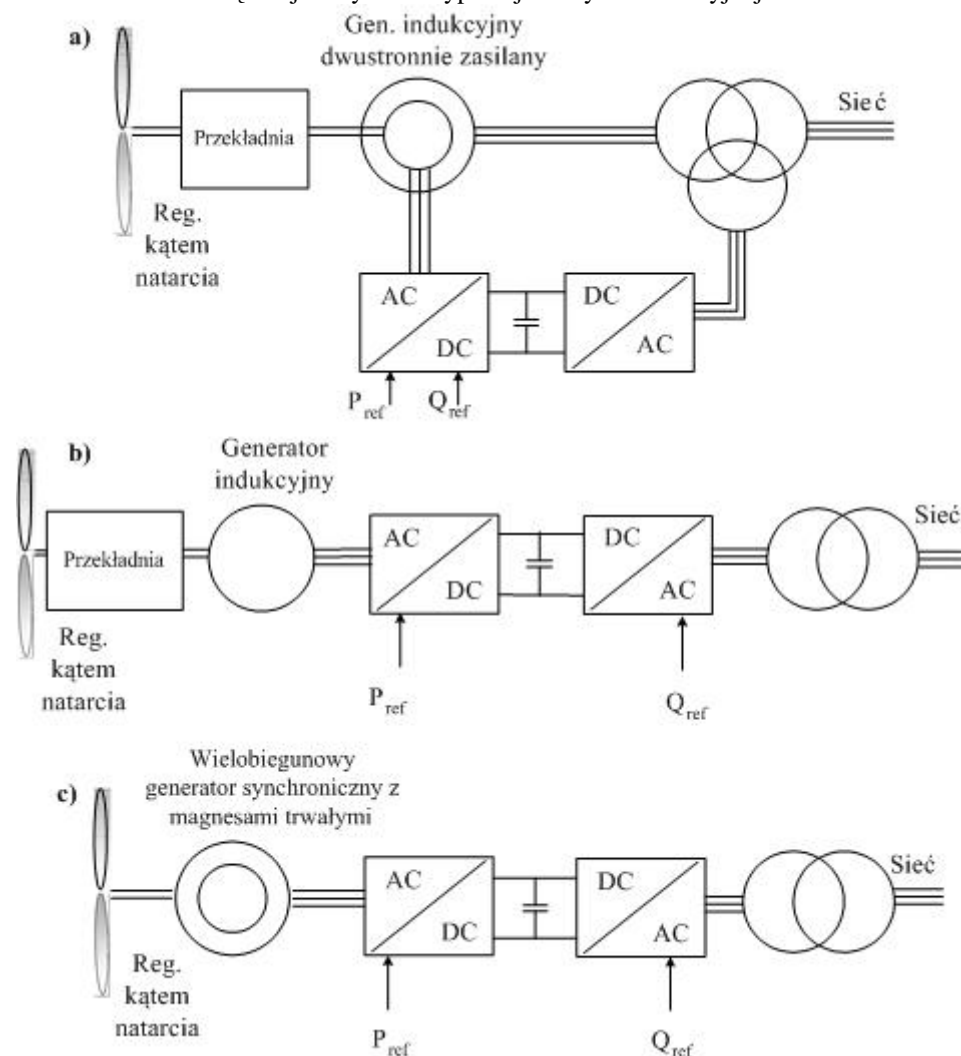 a)
Gen. indukcyjny
dwustronnie zasilany
Sieć
Przekładnia
Reg.
kątem
natarcia
AC
DC
DC
AC
P ref
Q ref
b)
Generator
indukcyjny
Sieć
Przekładnia
AC
DC
DC
AC
Reg.
kątem
natarcia
P ref
Q ref
Wielobiegunowy
generator synchroniczny z
magnesami trwałymi
c)
Sieć
AC
DC
DC
AC
Reg.
kątem
natarcia
P ref
Q ref